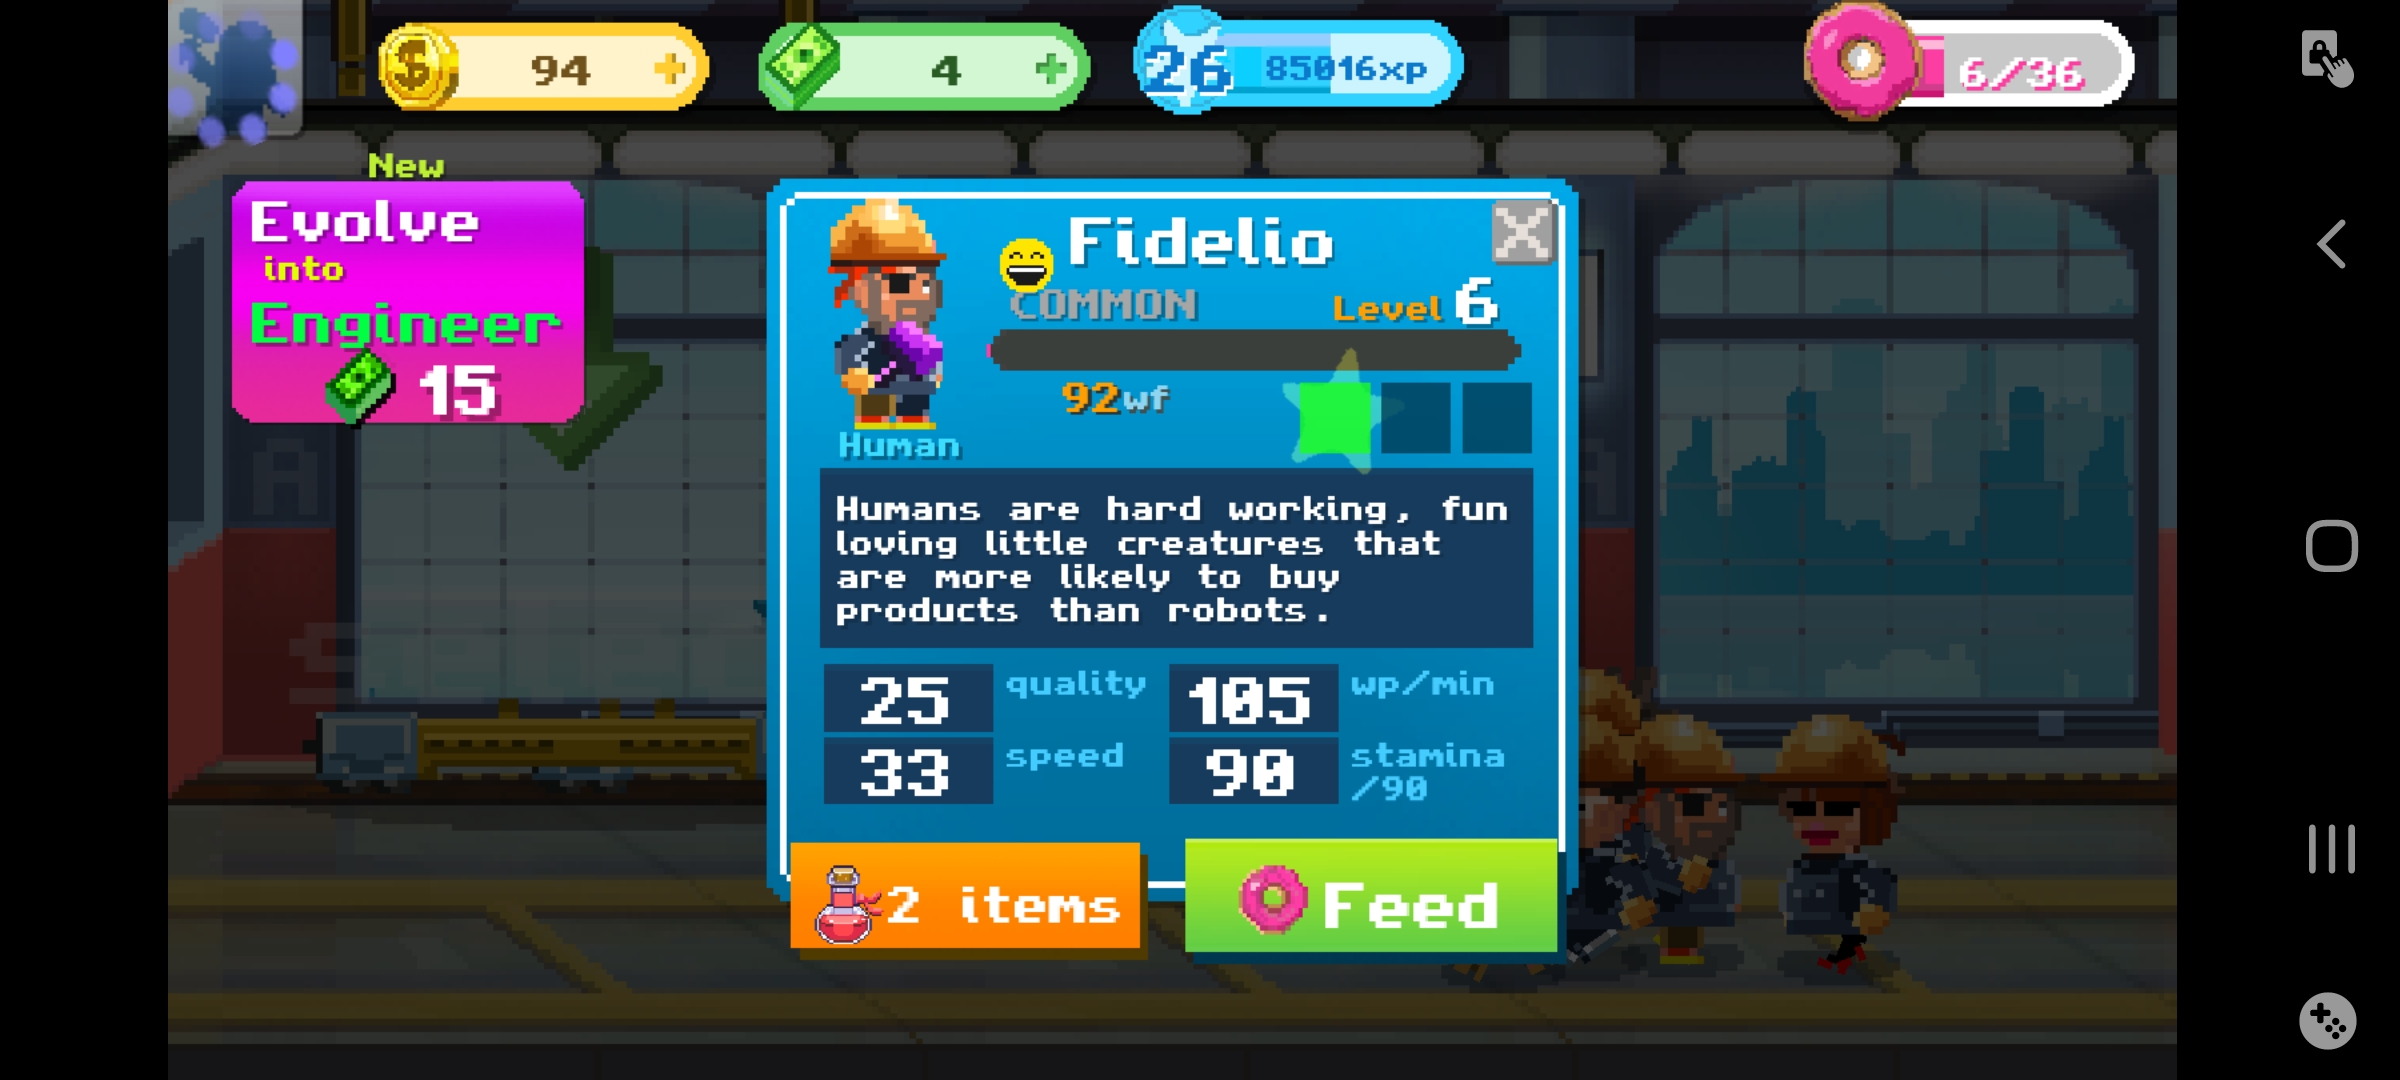 94
4
26
85016xp
6/36
New
Evolve
into
Engineer
15
Fidelio
COMMON
Level 6
92wf
Human
Humans are hard working, fun
loving little creatures that
are more likely to buy
products than robots.
25 quality
105 wp/min
33 speed
90 stamina
/90
2 items
Feed